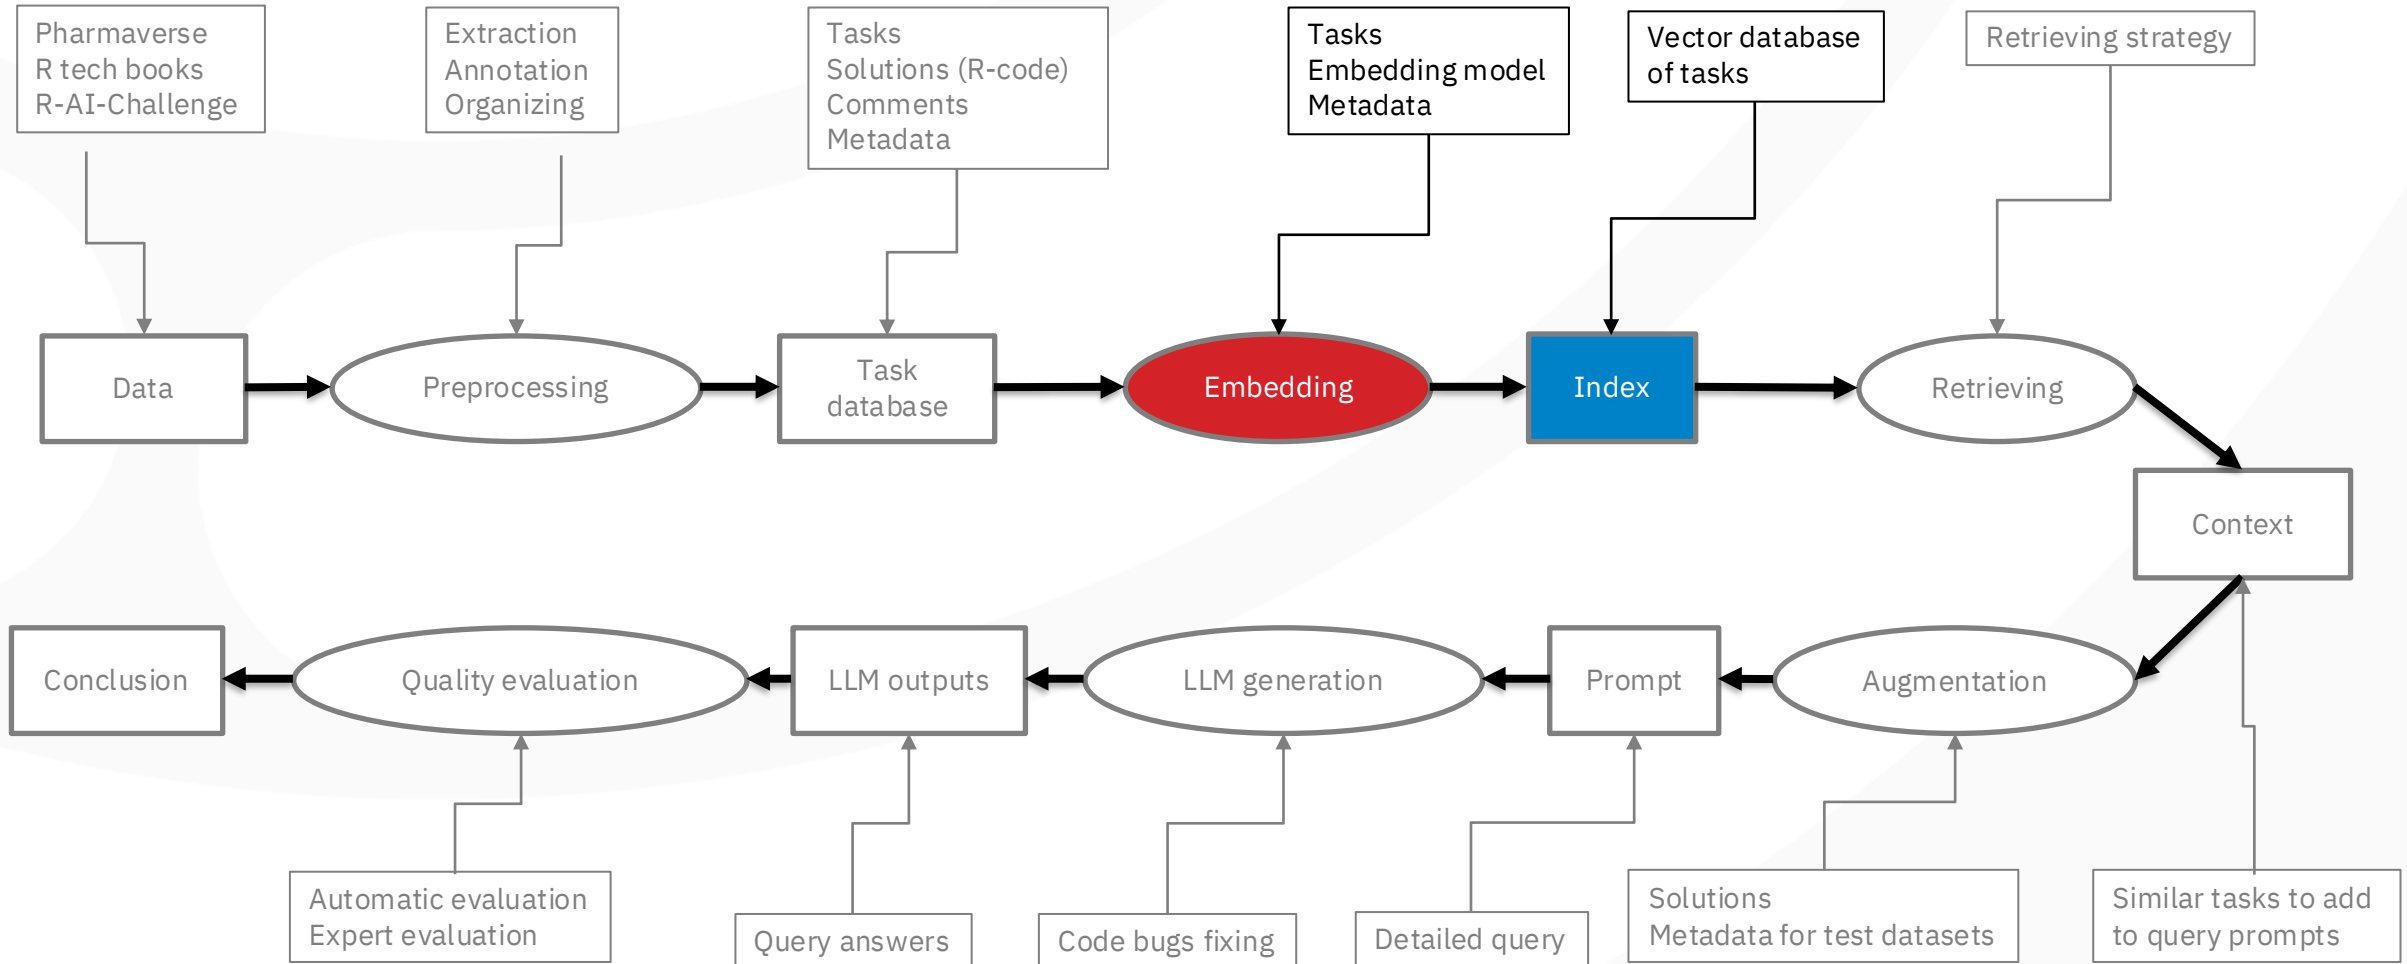 Pharmaverse
R tech books
R-AI-Challenge
Extraction
Annotation
Organizing
Tasks
Solutions (R-code)
Comments
Metadata
Tasks
Embedding model
Metadata
Vector database
of tasks
Retrieving strategy
Data
Preprocessing
Task
database
Embedding
Index
Retrieving
Context
Conclusion
Quality evaluation
LLM outputs
LLM generation
Prompt
Augmentation
Automatic evaluation
Expert evaluation
Query answers
Code bugs fixing
Detailed query
Solutions
Metadata for test datasets
Similar tasks to add
to query prompts